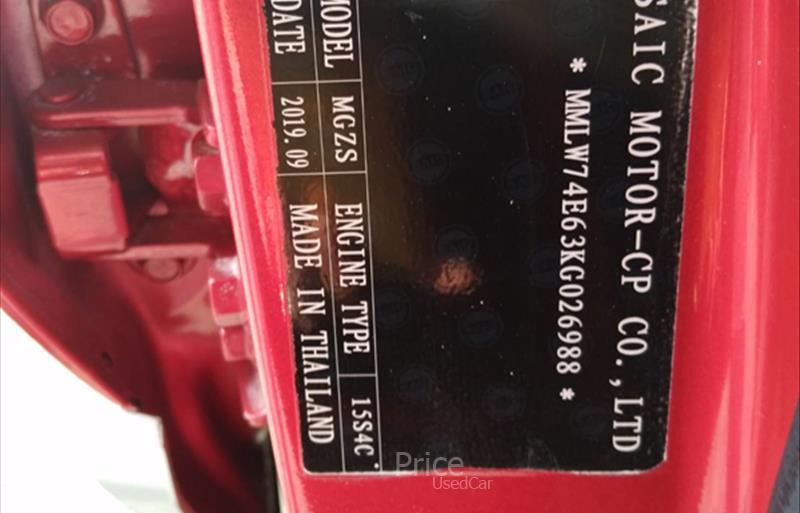 SAIC MOTOR-CP CO.,LTD
* MMLW74E63KG026988 *
MODEL MGZS ENGINE TYPE 15S4C
DATE 2019.09 MADE IN THAILAND
Price
UsedCar